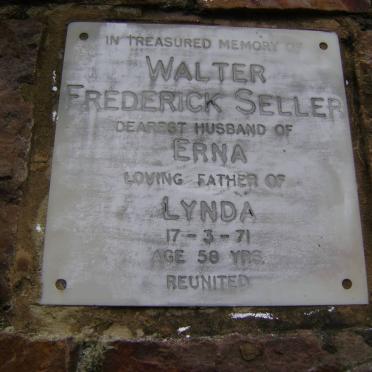 IN TREASURED MEMORY OF
WALTER
FREDERICK SELLER
DEAREST HUSBAND OF
ERNA
LOVING FATHER OF
LYNDA
17-3-71
AGE 58 YRS.
REUNITED